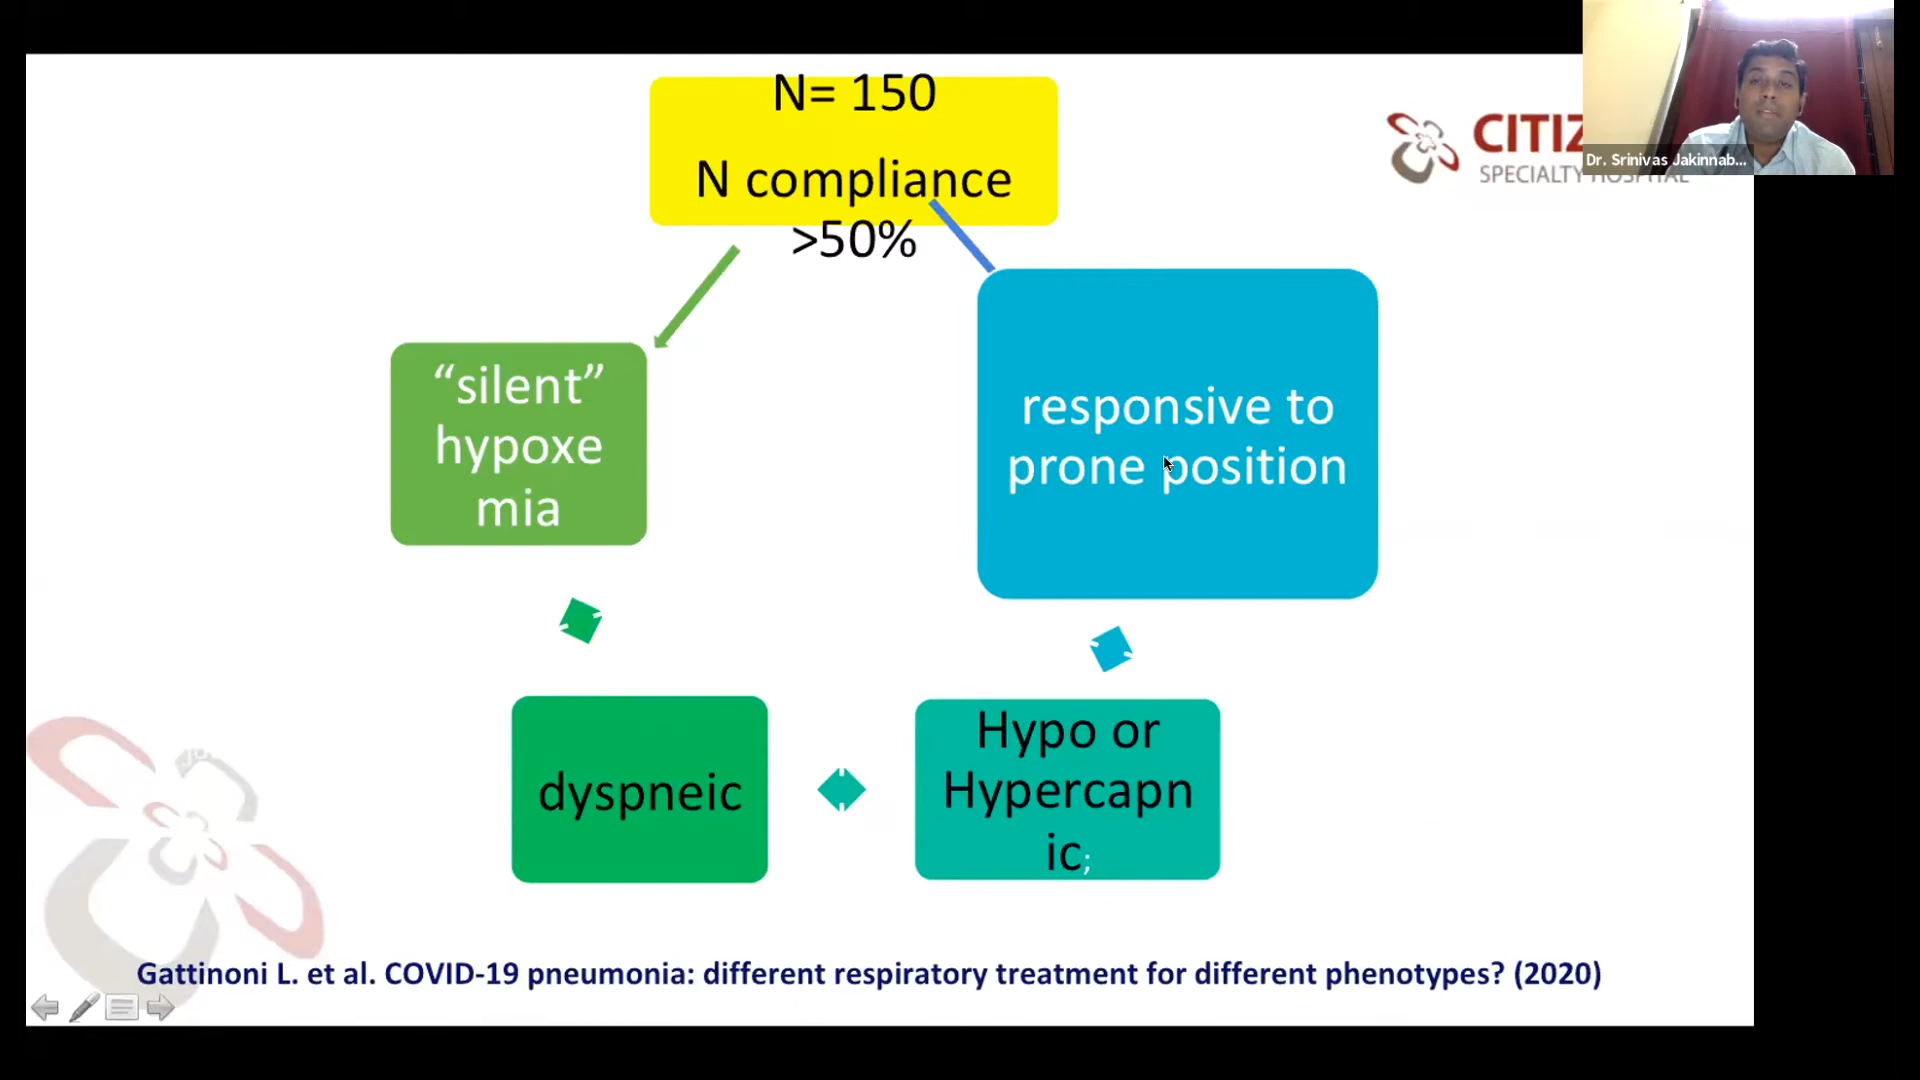 N= 150
N compliance
>50%
CITIZ
SPECIALTY HOSPITAL
Dr. Srinivas Jakinnab...
“silent”
hypoxe
mia
responsive to
prone position
dyspneic
Hypo or
Hypercapn
ic;
Gattinoni L. et al. COVID-19 pneumonia: different respiratory treatment for different phenotypes? (2020)